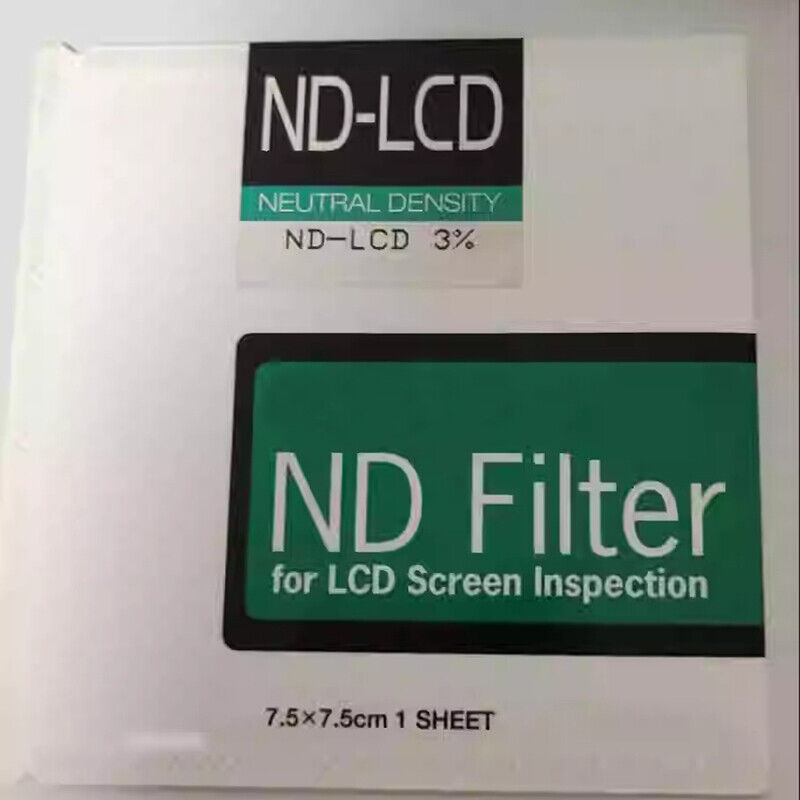 ND-LCD
NEUTRAL DENSITY
ND-LCD 3%
ND Filter
for LCD Screen Inspection
7.5×7.5cm 1 SHEET